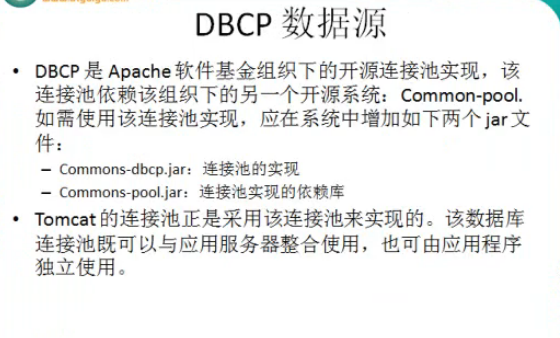 DBCP 数据源
• DBCP 是 Apache 软件基金组织下的开源连接池实现，该
连接池依赖该组织下的另一个开源系统：Common-pool.
如需使用该连接池实现，应在系统中增加如下两个 jar 文
件：
– Commons-dbcp.jar：连接池的实现
– Commons-pool.jar：连接池实现的依赖库
• Tomcat 的连接池正是采用该连接池来实现的。该数据库
连接池既可以与应用服务器整合使用，也可由应用程序
独立使用。